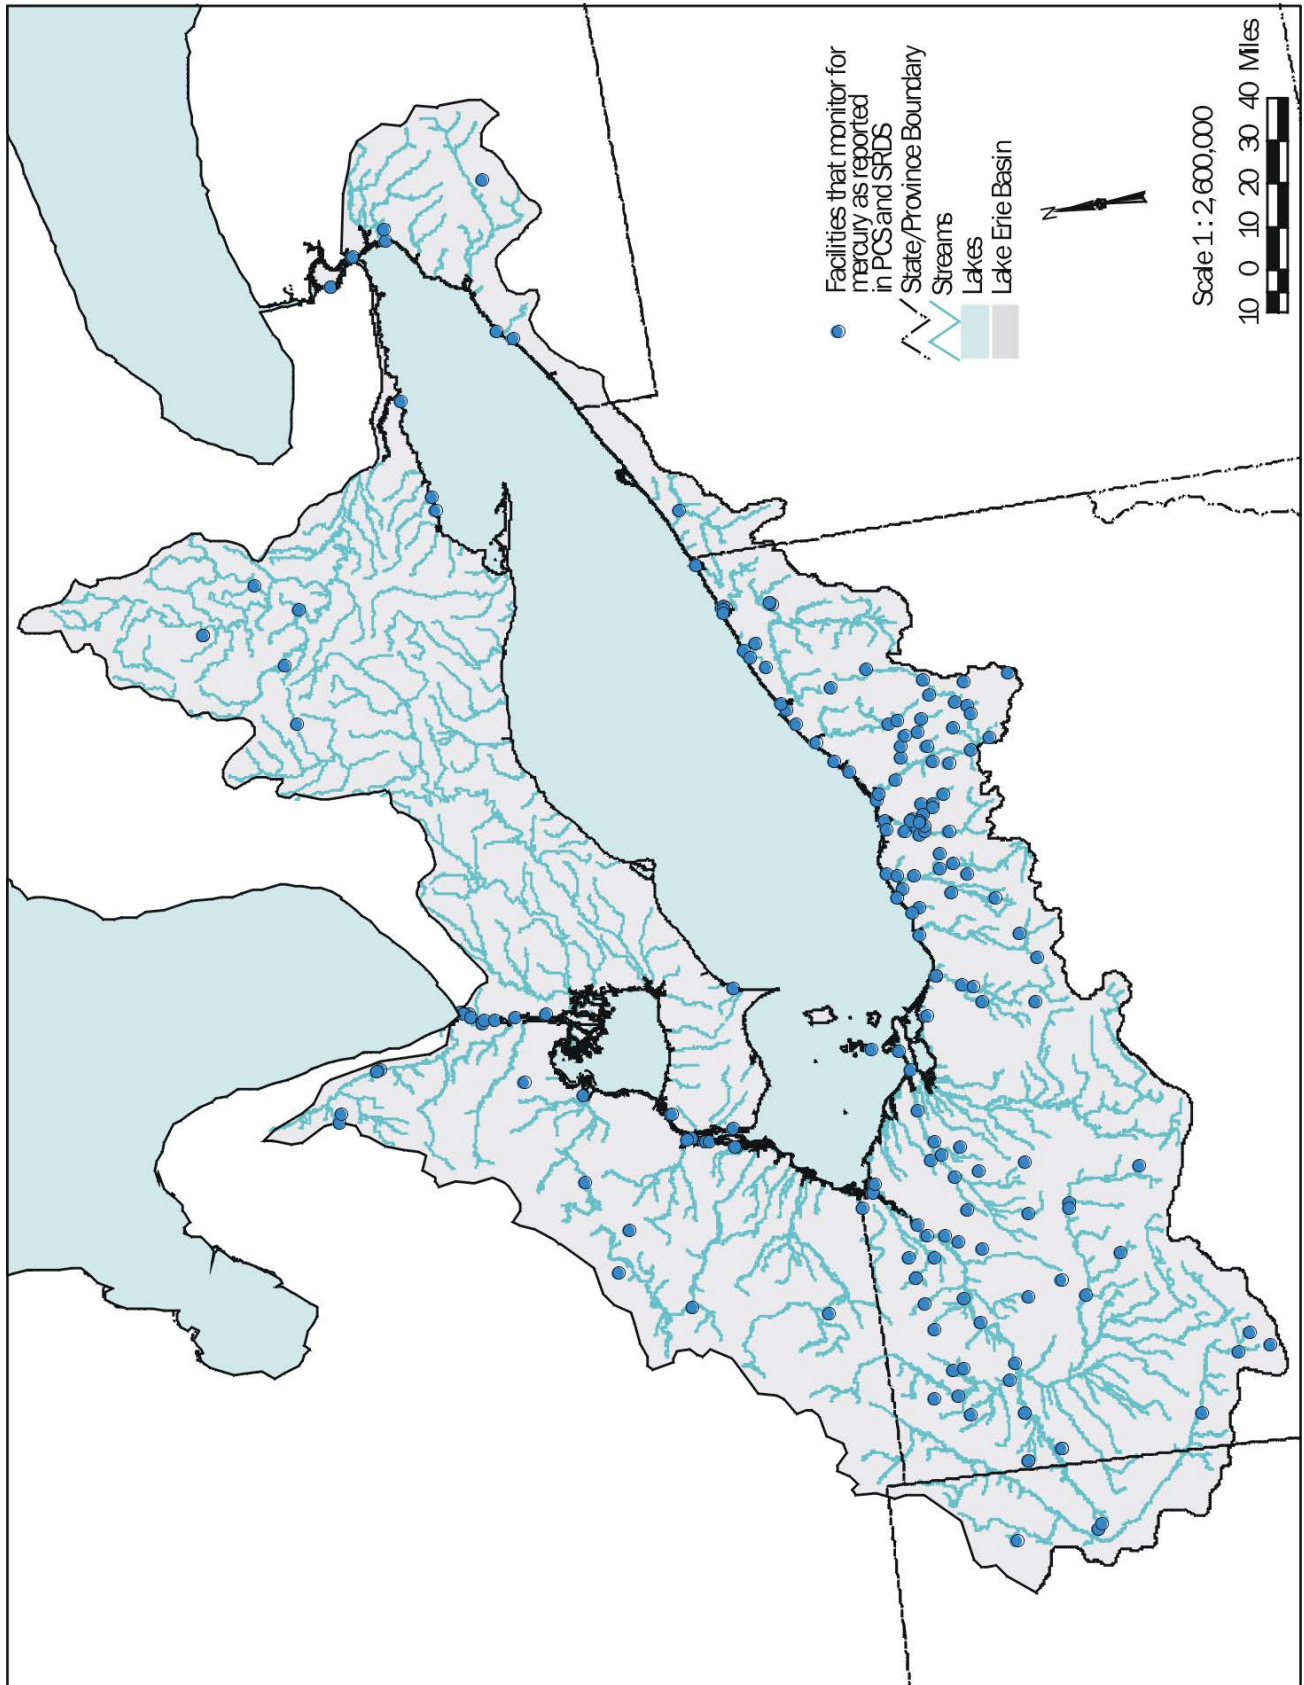 Facilities that monitor for
mercury as reported
in PCS and SRDS
State/Province Boundary
Streams
Lakes
Lake Erie Basin
N
Scale 1 : 2,600,000
10 0 10 20 30 40 Miles